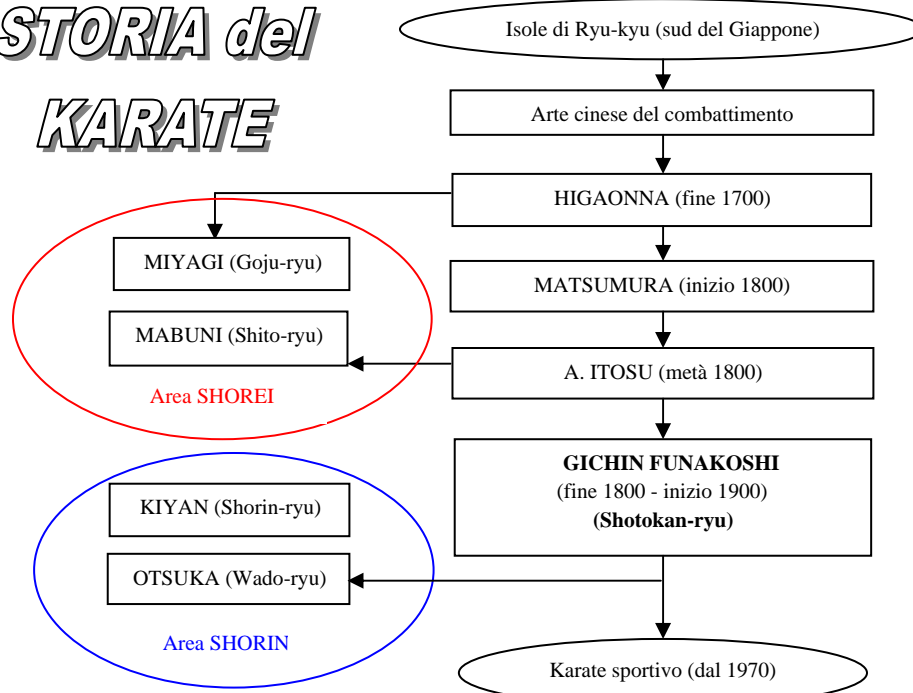 STORIA del
KARATE
Isole di Ryu-kyu (sud del Giappone)
Arte cinese del combattimento
HIGAONNA (fine 1700)
MIYAGI (Goju-ryu)
MATSUMURA (inizio 1800)
MABUNI (Shito-ryu)
A. ITOSU (metà 1800)
Area SHOREI
GICHIN FUNAKOSHI
(fine 1800 - inizio 1900)
(Shotokan-ryu)
KIYAN (Shorin-ryu)
OTSUKA (Wado-ryu)
Area SHORIN
Karate sportivo (dal 1970)